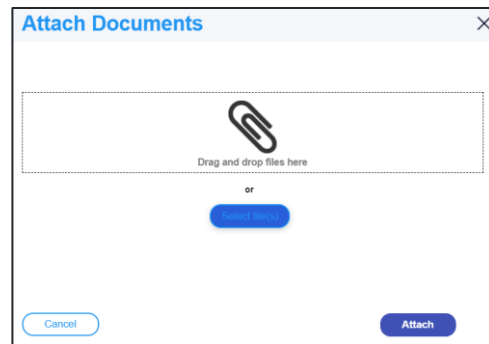 Attach Documents
Drag and drop files here
or
Select file(s)
Cancel
Attach